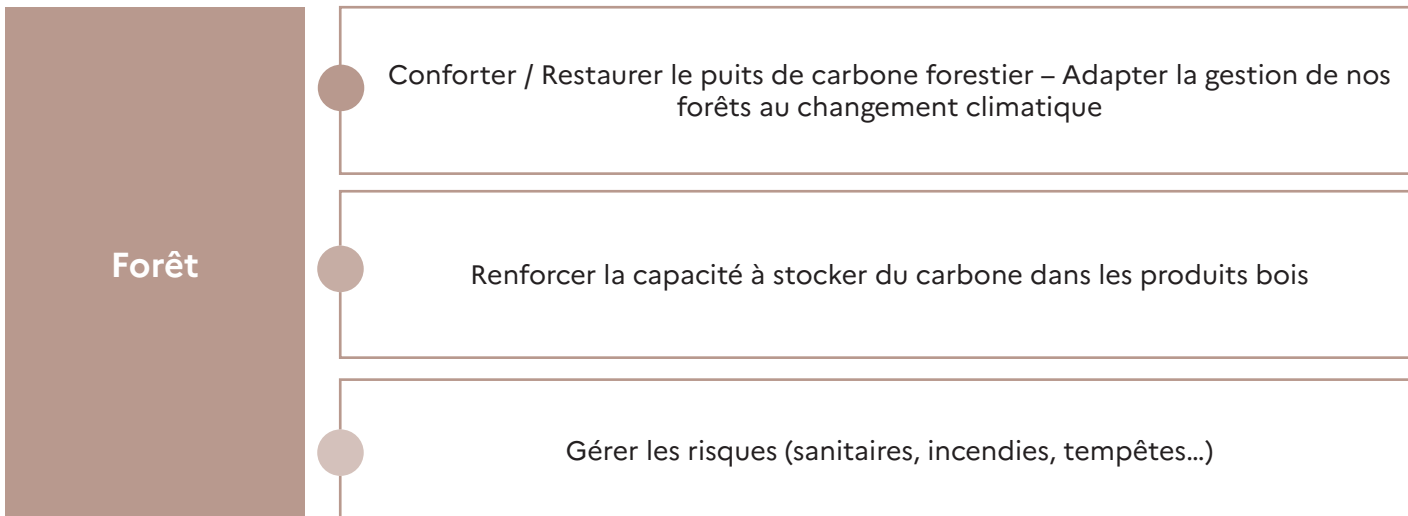 Forêt
Conforter / Restaurer le puits de carbone forestier – Adapter la gestion de nos
forêts au changement climatique
Renforcer la capacité à stocker du carbone dans les produits bois
Gérer les risques (sanitaires, incendies, tempêtes…)